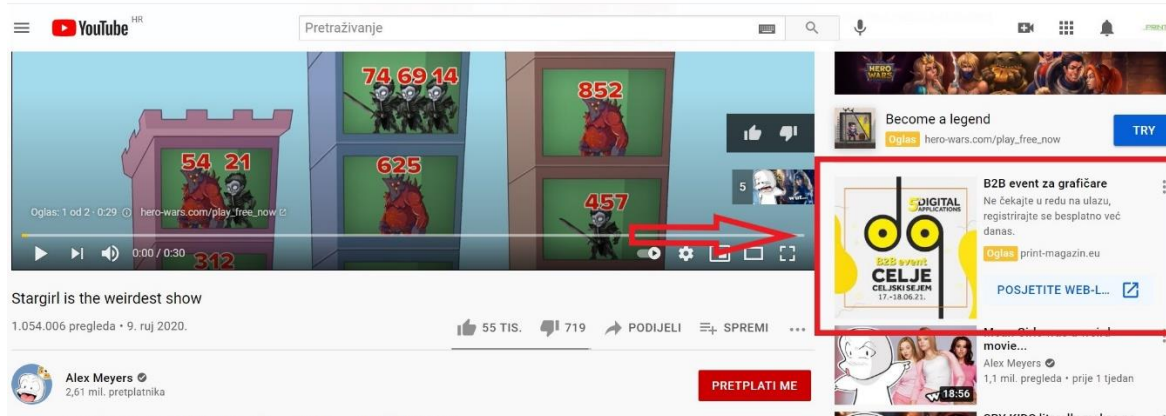 YouTube HR
Pretraživanje
74 69 14
852
54 21
625
457
312
5
Oglas: 1 od 2 · 0:29 hero-wars.com/play_free_now
0:00 / 0:30
Stargirl is the weirdest show
1.054.006 pregleda • 9. ruj 2020.
55 TIS. 719 PODIJELI SPREMI
Alex Meyers
2,61 mil. pretplatnika
PRETPLATI ME
HERO WARS
Become a legend
Oglas hero-wars.com/play_free_now
TRY
5 DIGITAL
APPLICATIONS
B2B event
CELJE
CELJSKI SEJEM
17.-18.06.21.
B2B event za grafičare
Ne čekajte u redu na ulazu,
registrirajte se besplatno već
danas.
Oglas print-magazin.eu
POSJETITE WEB-L...
movie...
Alex Meyers
1,1 mil. pregleda • prije 1 tjedan
18:56